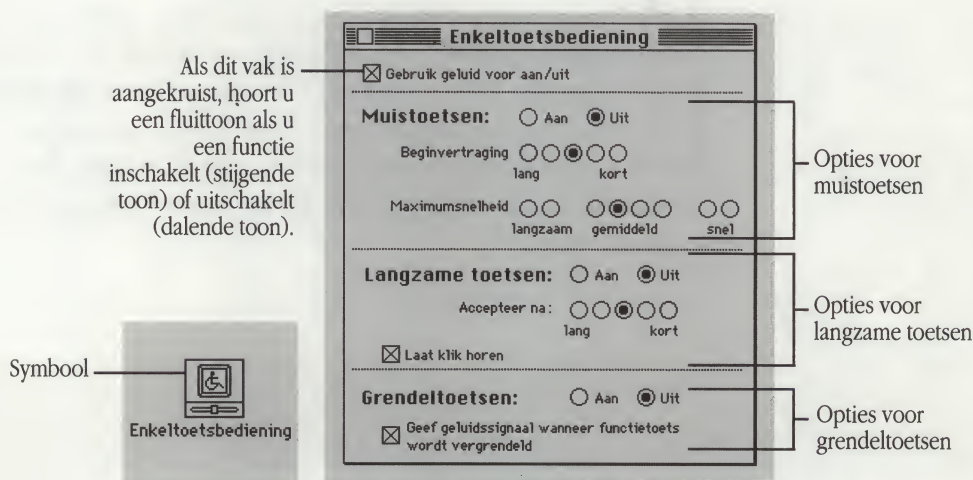 Als dit vak is
aangekruist, hoort u
een fluittoon als u
een functie
inschakelt (stijgende
toon) of uitschakelt
(dalende toon).
Enkeltoetsbediening
Gebruik geluid voor aan/uit
Muistoetsen: Aan Uit
Beginvertraging
lang kort
Maximumsnelheid
langzaam gemiddeld snel
Opties voor
muistoetsen
Langzame toetsen: Aan Uit
Accepteer na:
lang kort
Laat klik horen
Opties voor
langzame toetsen
Grendeltoetsen: Aan Uit
Geef geluidssignaal wanneer functietoets
wordt vergrendeld
Opties voor
grendeltoetsen
Symbool
Enkeltoetsbediening